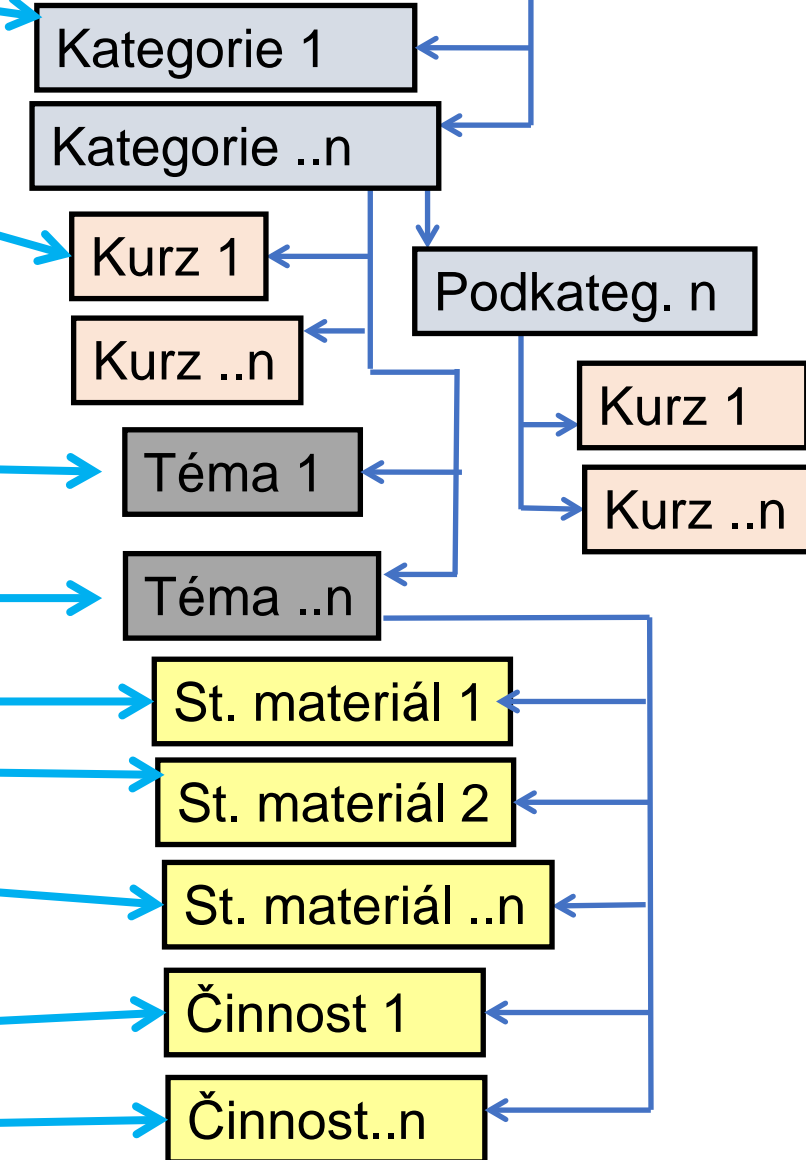 Kategorie 1
Kategorie ..n
Kurz 1
Podkateg. n
Kurz ..n
Kurz 1
Téma 1
Kurz ..n
Téma ..n
St. materiál 1
St. materiál 2
St. materiál ..n
Činnost 1
Činnost..n